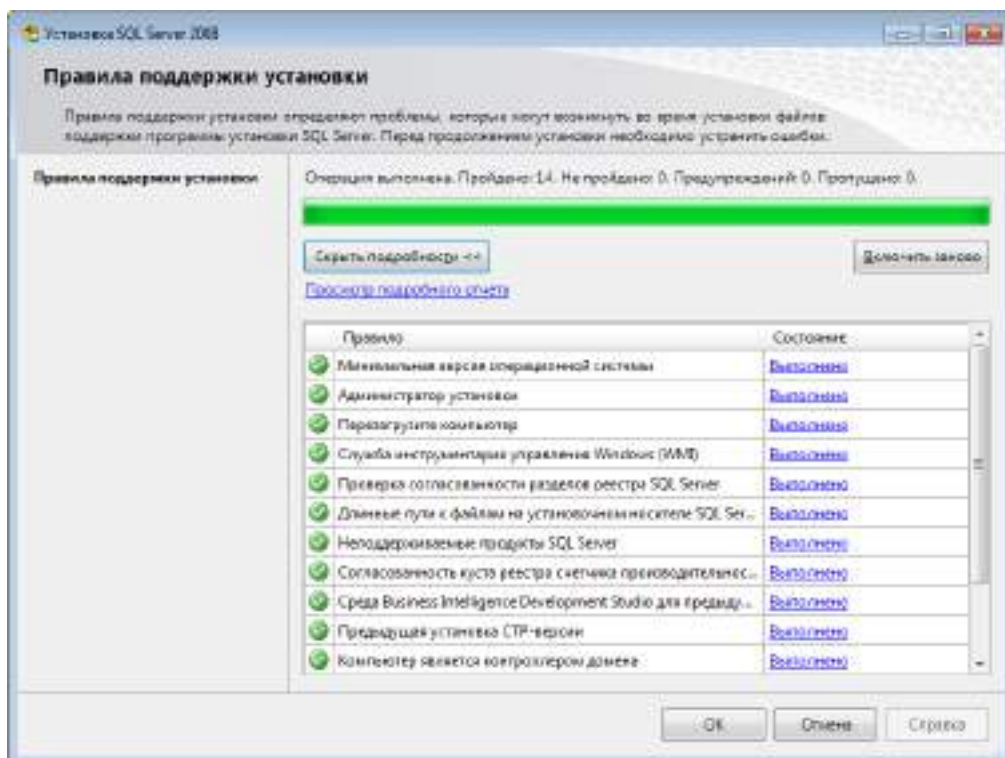 Установка SQL Server 2008
Правила поддержки установки
Правила поддержки установки определяют проблемы, которые могут возникнуть во время установки файлов
поддержки программы установки SQL Server. Перед продолжением установки необходимо устранить ошибки.
Правила поддержки установки
Операция выполнена. Пройдено: 14. Не пройдено: 0. Предупреждений: 0. Пропущено: 0.
Скрыть подробности <<
Включить заново
Просмотр подробного отчета
Правило Состояние
Минимальная версия операционной системы Выполнено
Администратор установки Выполнено
Перезагрузите компьютер Выполнено
Служба инструментария управления Windows (WMI) Выполнено
Проверка согласованности разделов реестра SQL Server Выполнено
Длинные пути к файлам на установочном носителе SQL Ser... Выполнено
Неподдерживаемые продукты SQL Server Выполнено
Согласованность куста реестра счетчика производительнос... Выполнено
Среда Business Intelligence Development Studio для предыду... Выполнено
Предыдущая установка CTP-версии Выполнено
Компьютер является контроллером домена Выполнено
ОК Отмена Справка